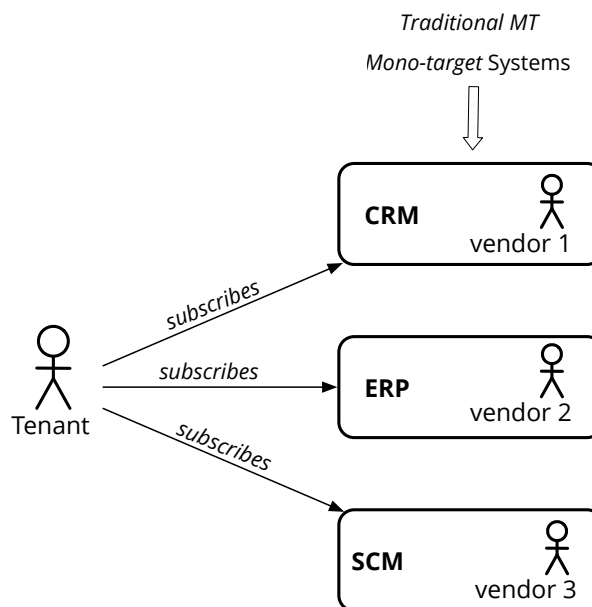 Traditional MT
Mono-target Systems
CRM
vendor 1
subscribes
subscribes
ERP
vendor 2
Tenant
subscribes
SCM
vendor 3